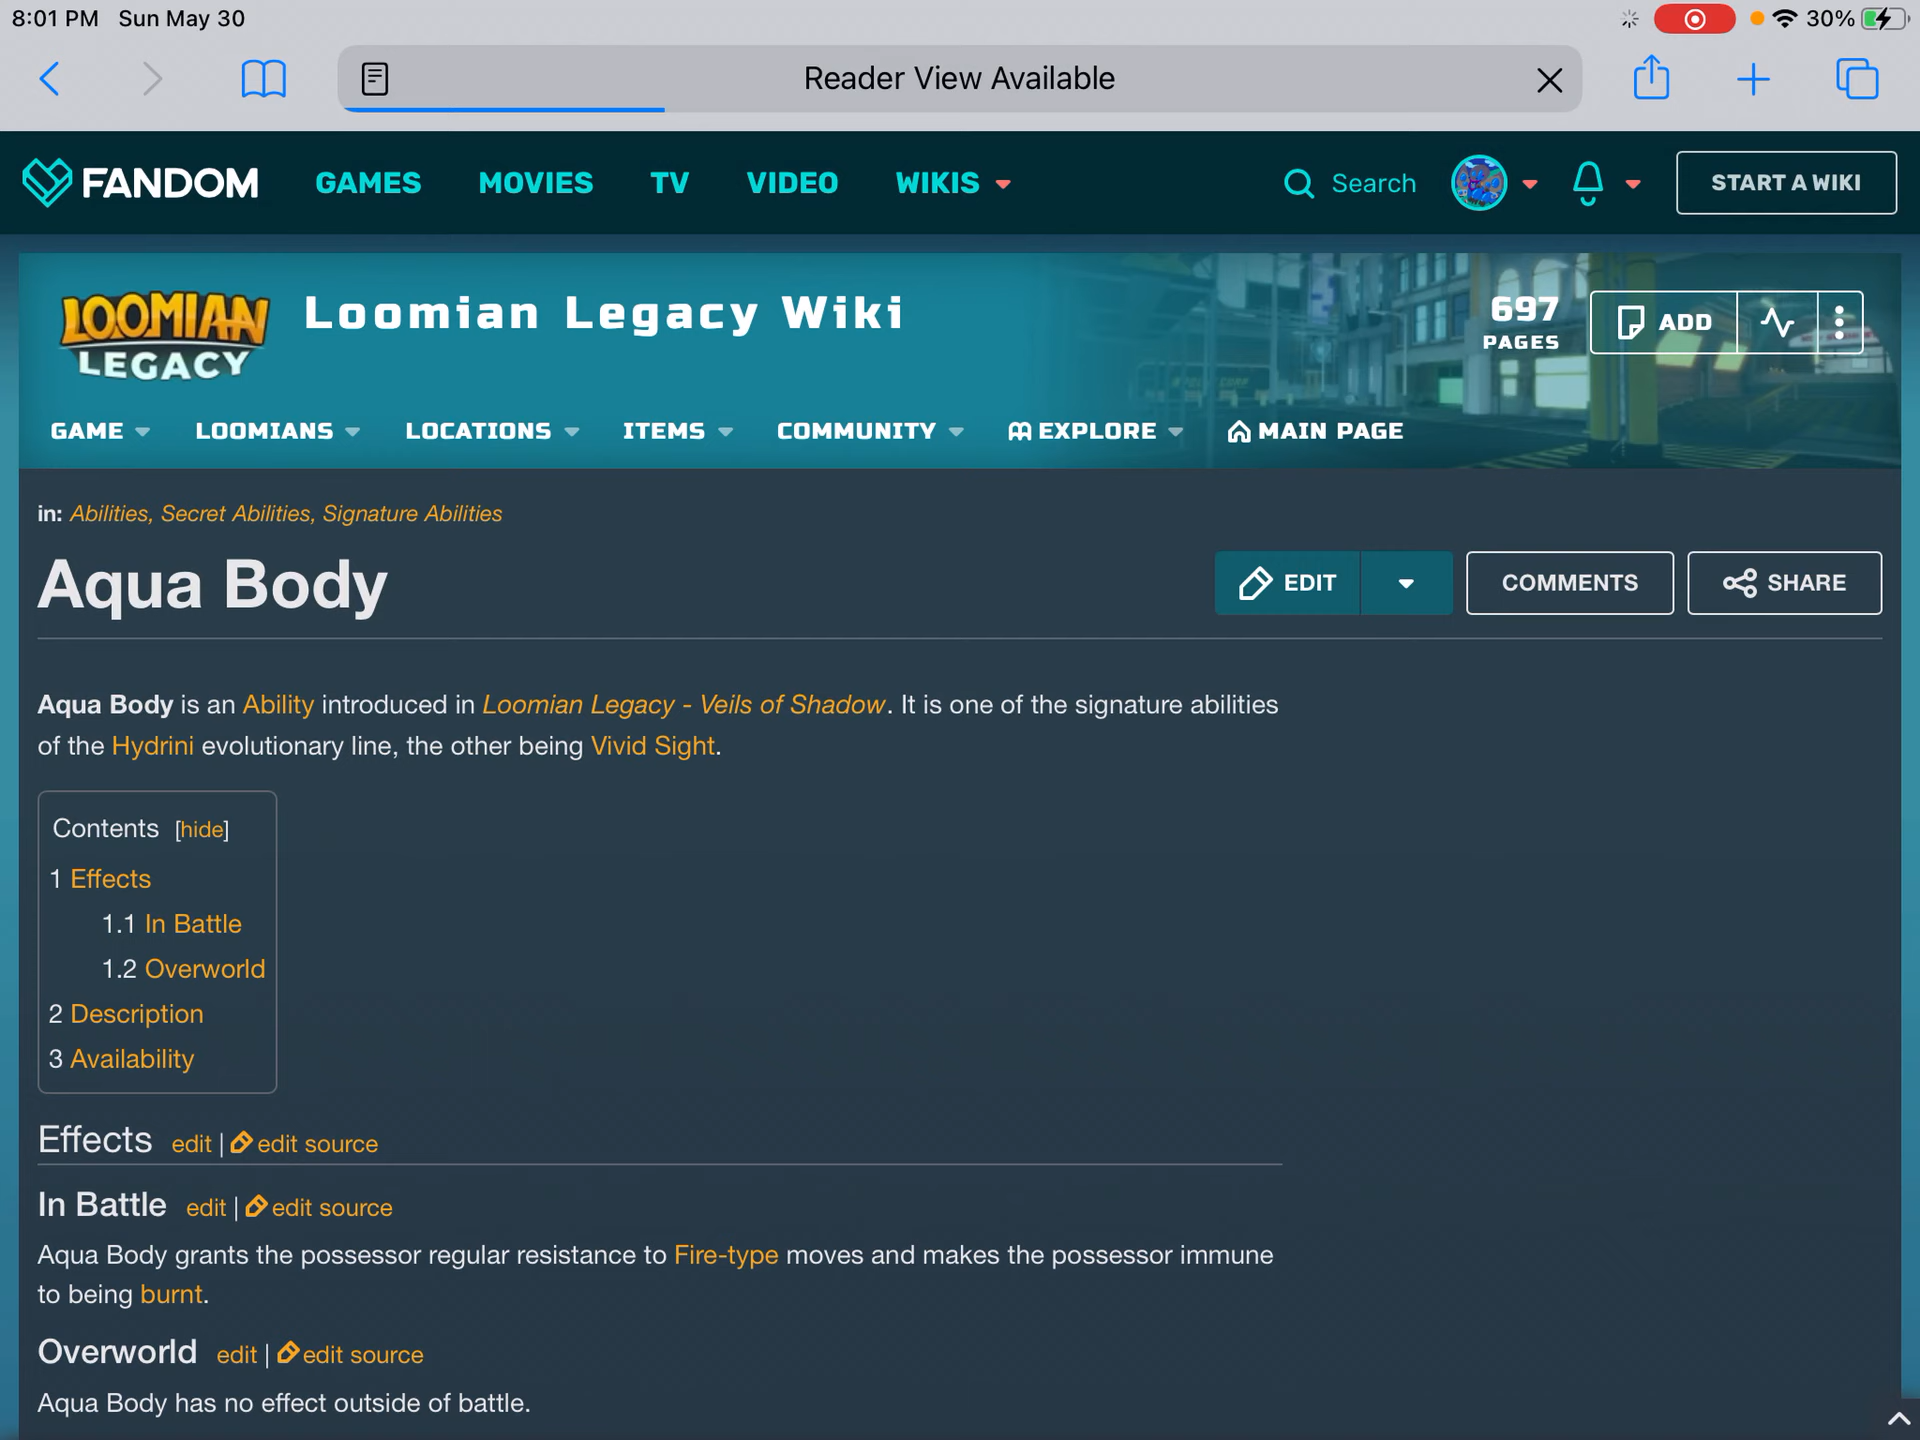 8:01 PM Sun May 30 30%
Reader View Available
FANDOM GAMES MOVIES TV VIDEO WIKIS Search START A WIKI
LOOMIAN LEGACY
Loomian Legacy Wiki
697 PAGES
ADD
GAME LOOMIANS LOCATIONS ITEMS COMMUNITY EXPLORE MAIN PAGE
in: Abilities, Secret Abilities, Signature Abilities
Aqua Body
EDIT COMMENTS SHARE
Aqua Body is an Ability introduced in Loomian Legacy - Veils of Shadow. It is one of the signature abilities
of the Hydrini evolutionary line, the other being Vivid Sight.
Contents [hide]
1 Effects
1.1 In Battle
1.2 Overworld
2 Description
3 Availability
Effects edit | edit source
In Battle edit | edit source
Aqua Body grants the possessor regular resistance to Fire-type moves and makes the possessor immune
to being burnt.
Overworld edit | edit source
Aqua Body has no effect outside of battle.